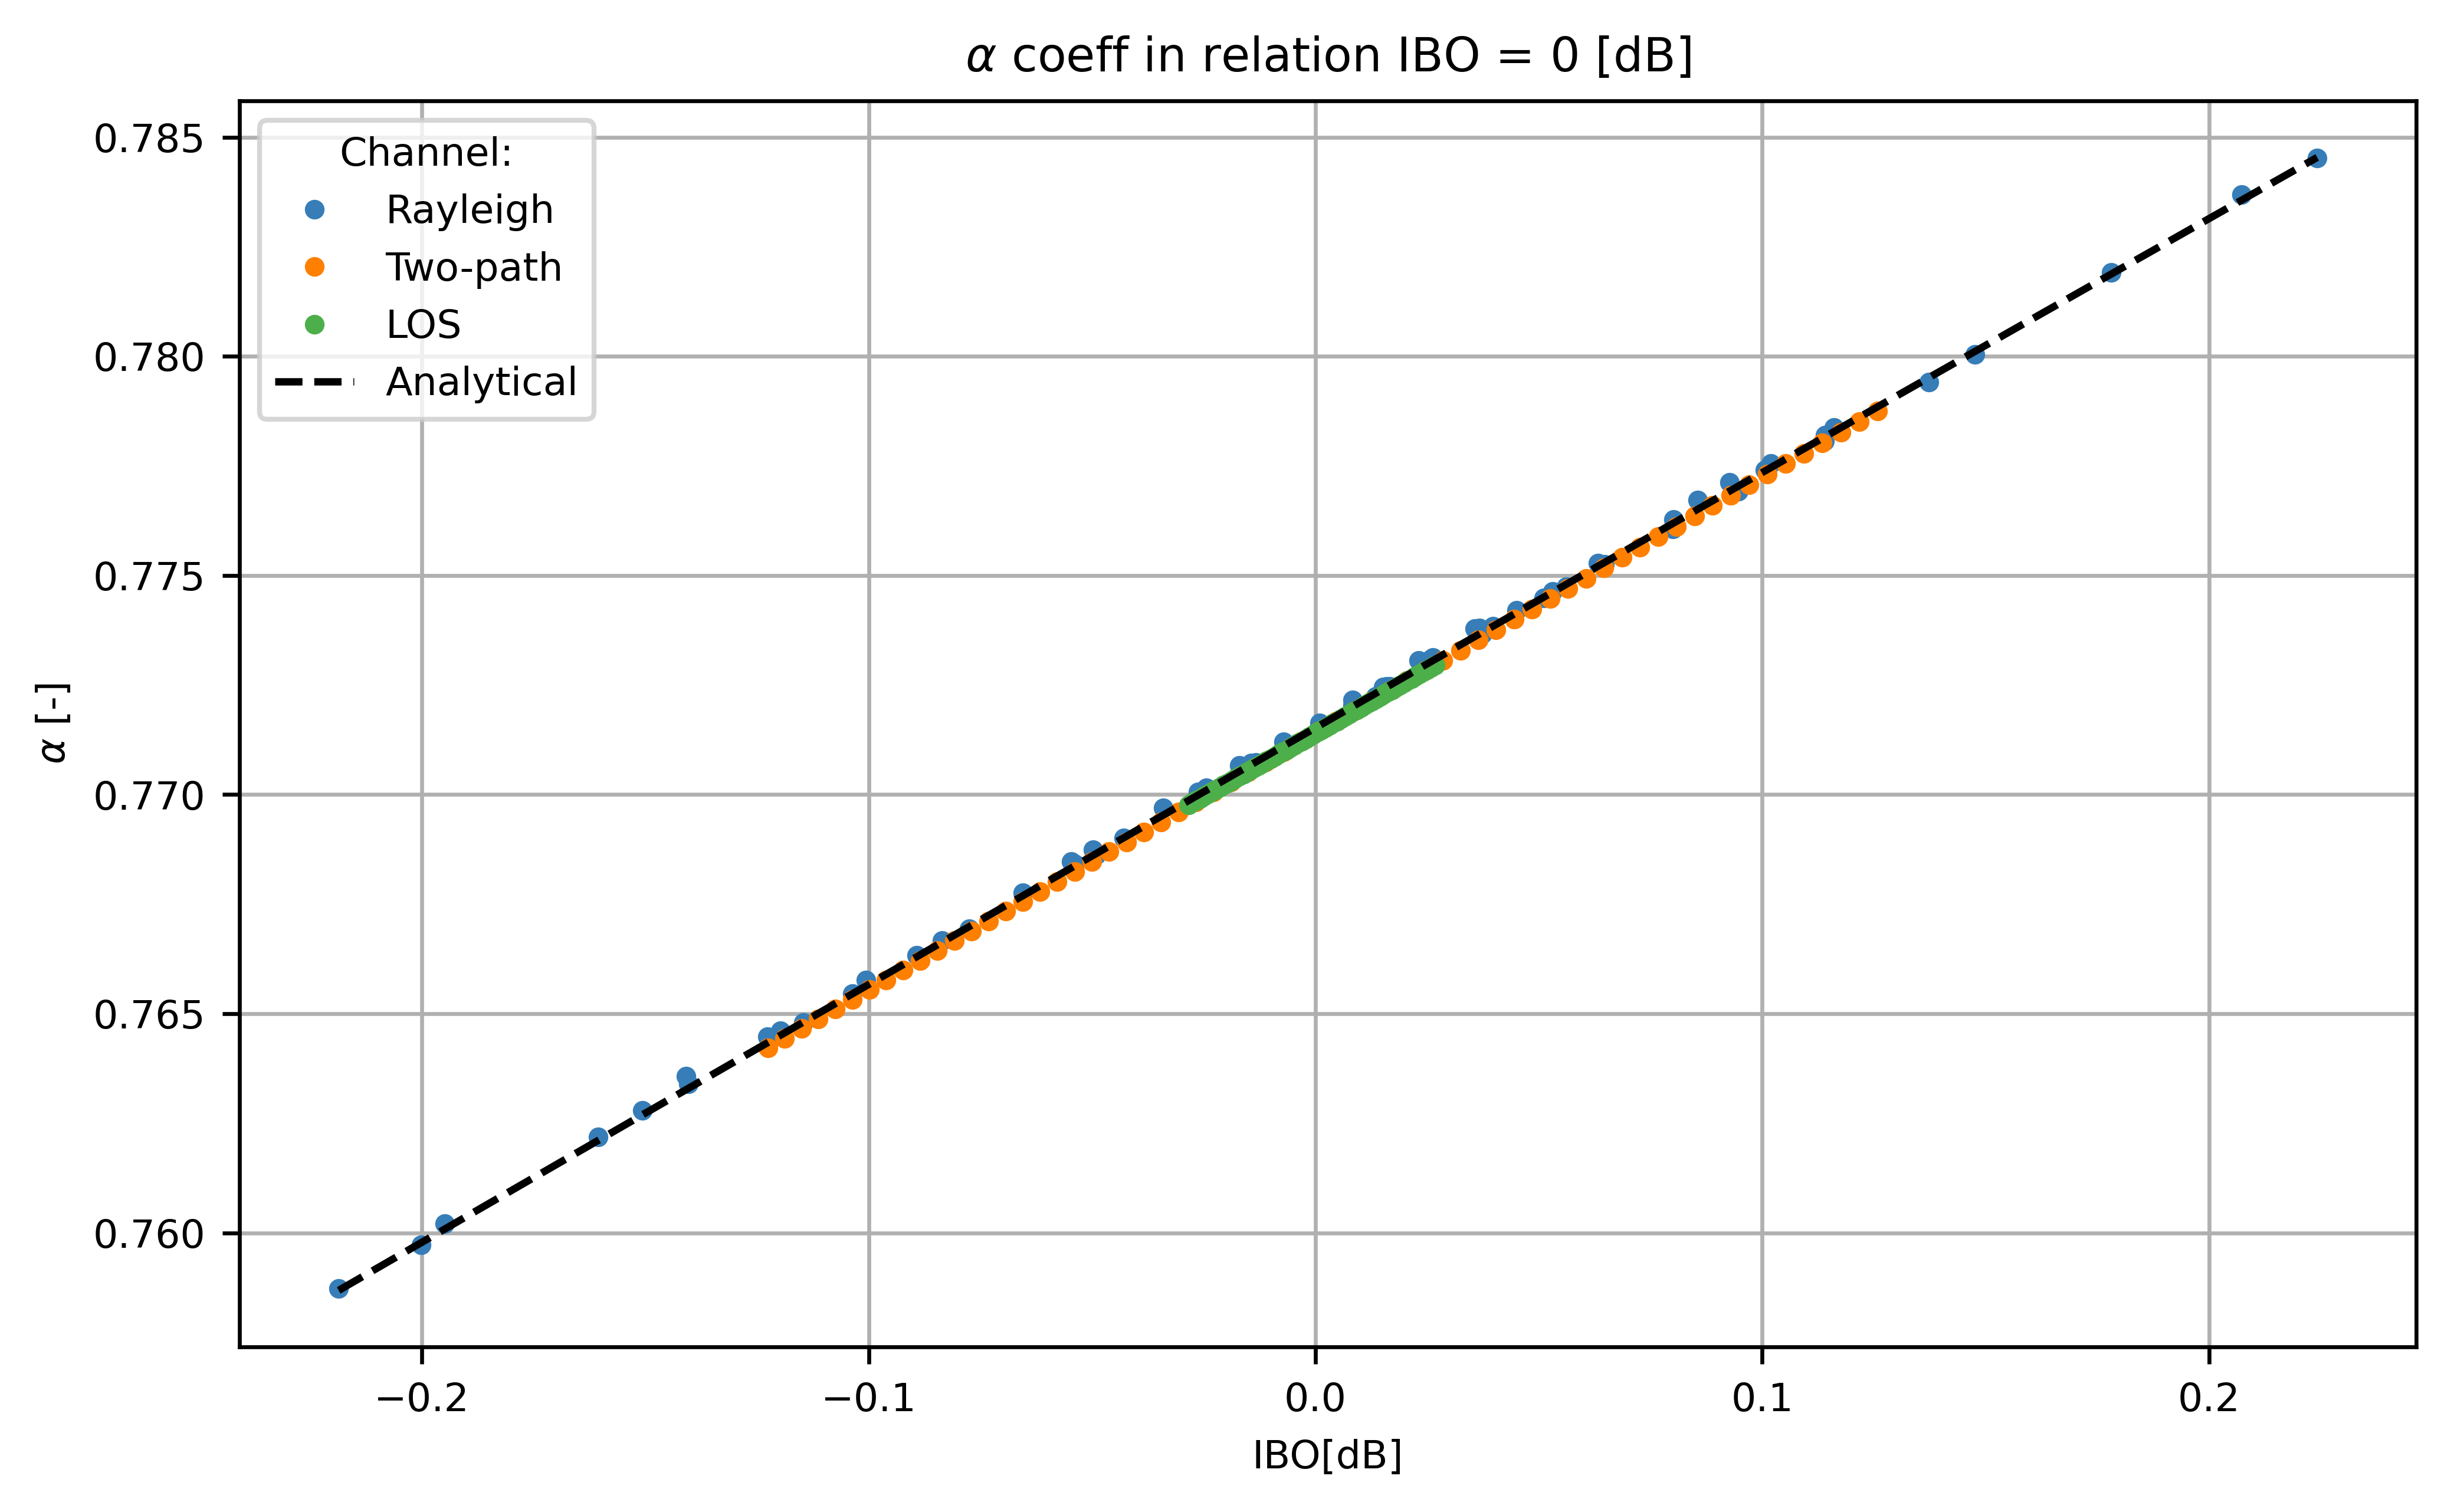 α coeff in relation IBO = 0 [dB]
Channel:
Rayleigh
Two-path
LOS
Analytical
0.785
0.780
0.775
0.770
0.765
0.760
α [-]
−0.2
−0.1
0.0
0.1
0.2
IBO[dB]